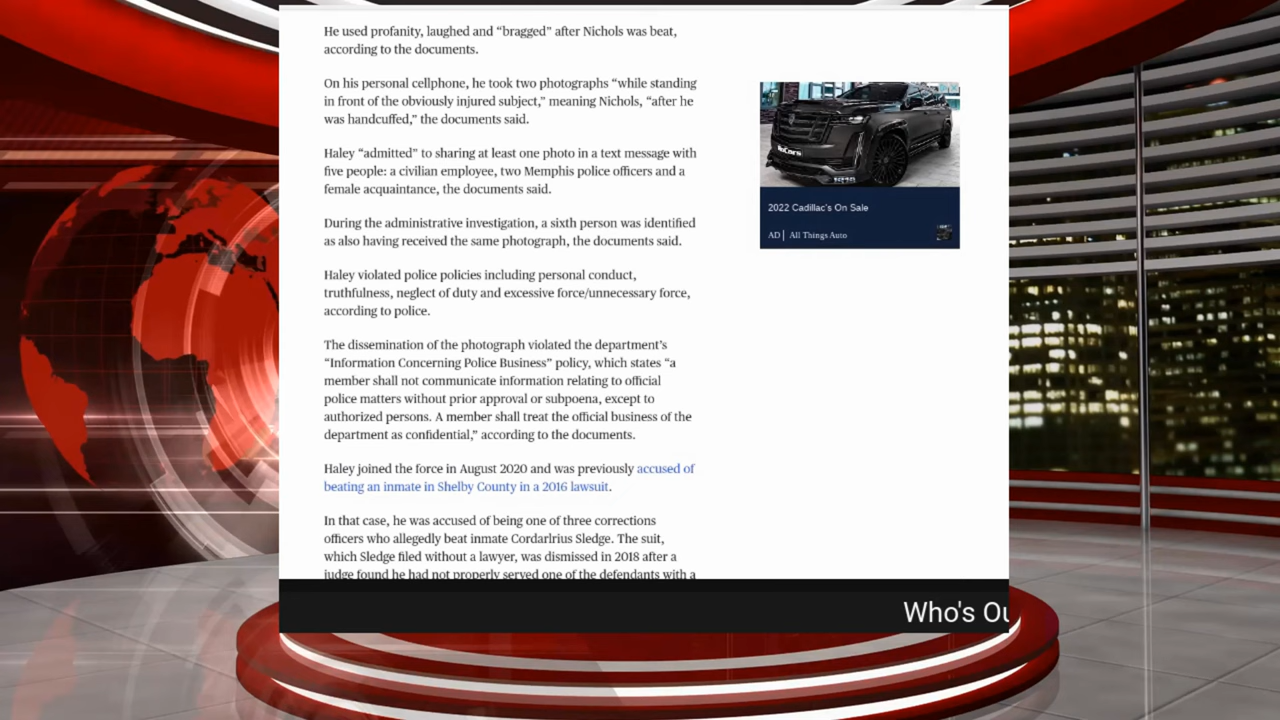 He used profanity, laughed and “bragged” after Nichols was beat,
according to the documents.
On his personal cellphone, he took two photographs “while standing
in front of the obviously injured subject,” meaning Nichols, “after he
was handcuffed,” the documents said.
Haley “admitted” to sharing at least one photo in a text message with
five people: a civilian employee, two Memphis police officers and a
female acquaintance, the documents said.
During the administrative investigation, a sixth person was identified
as also having received the same photograph, the documents said.
Haley violated police policies including personal conduct,
truthfulness, neglect of duty and excessive force/unnecessary force,
according to police.
The dissemination of the photograph violated the department’s
“Information Concerning Police Business” policy, which states “a
member shall not communicate information relating to official
police matters without prior approval or subpoena, except to
authorized persons. A member shall treat the official business of the
department as confidential,” according to the documents.
Haley joined the force in August 2020 and was previously accused of
beating an inmate in Shelby County in a 2016 lawsuit.
In that case, he was accused of being one of three corrections
officers who allegedly beat inmate Cordarlrius Sledge. The suit,
which Sledge filed without a lawyer, was dismissed in 2018 after a
judge found he had not properly served one of the defendants with a
2022 Cadillac's On Sale
AD | All Things Auto
Who's Ou